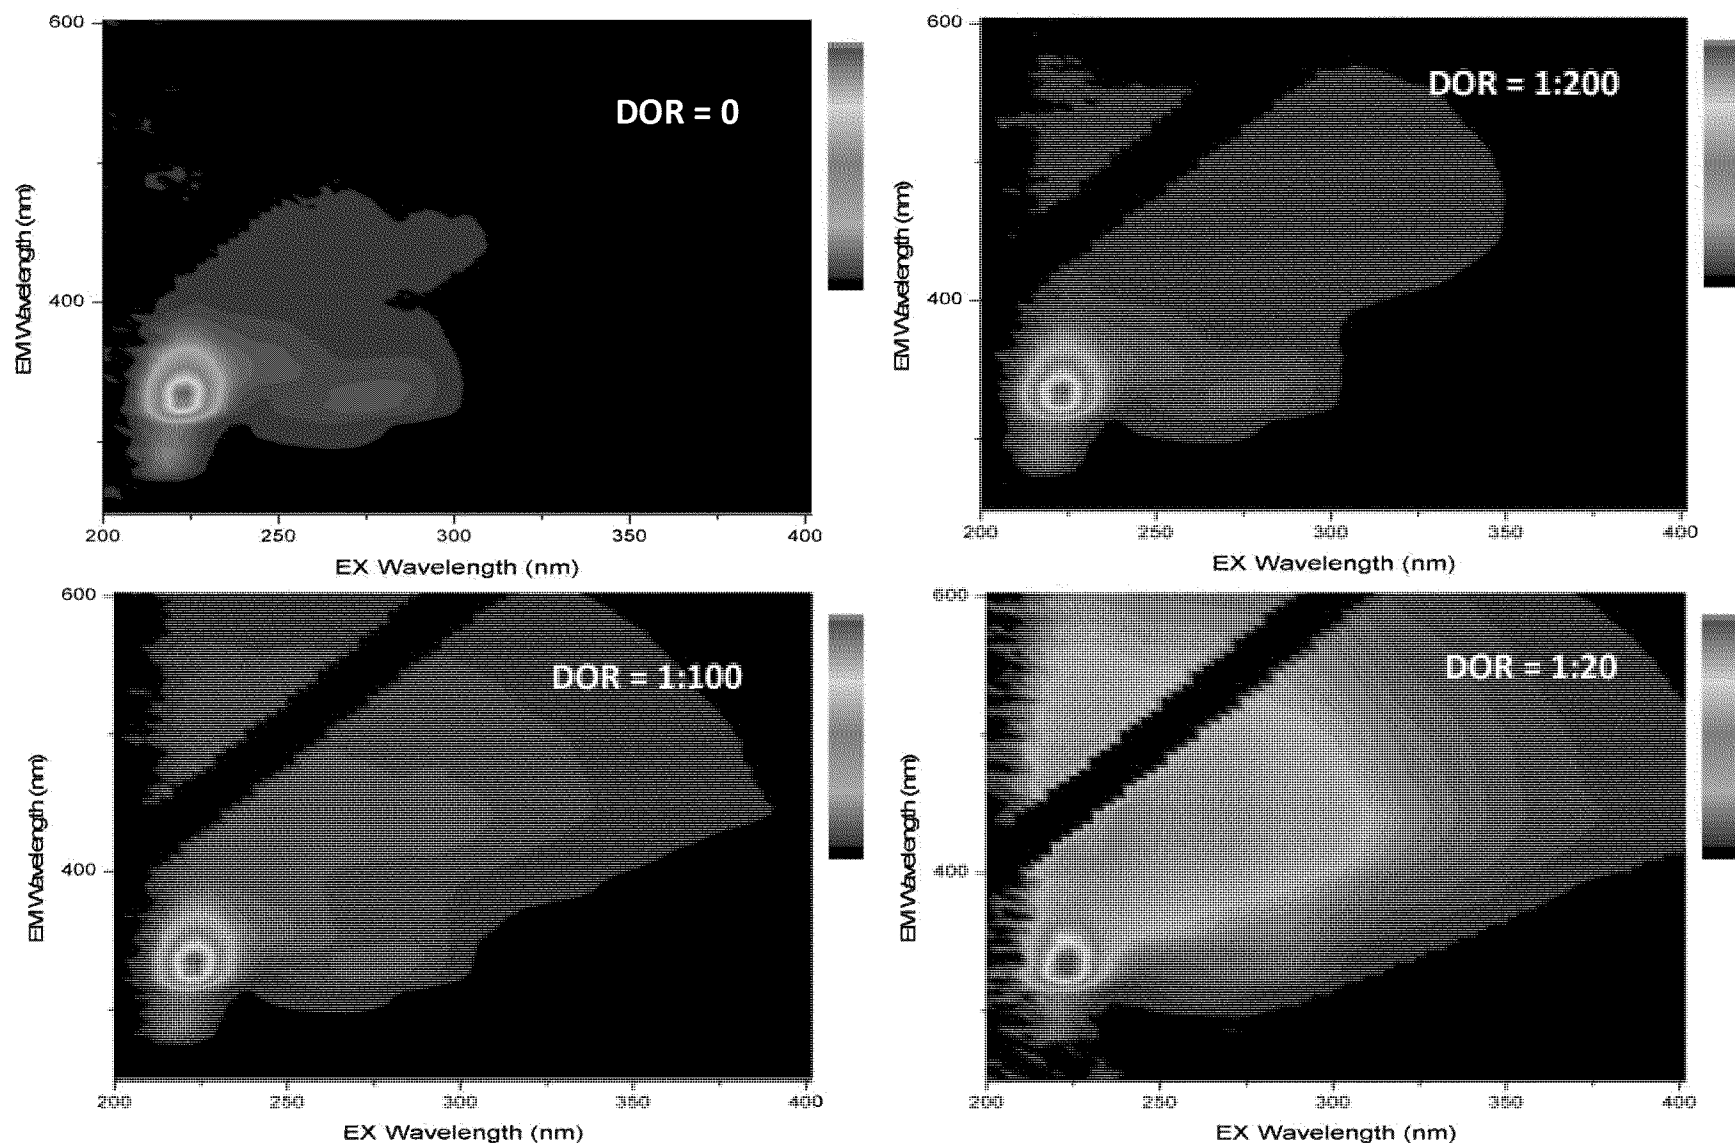 600
DOR = 0
EM Wavelength (nm)
400
200 250 300 350 400
EX Wavelength (nm)
600
DOR = 1:200
EM Wavelength (nm)
400
200 250 300 350 400
EX Wavelength (nm)
600
DOR = 1:100
EM Wavelength (nm)
400
200 250 300 350 400
EX Wavelength (nm)
600
DOR = 1:20
EM Wavelength (nm)
400
200 250 300 350 400
EX Wavelength (nm)